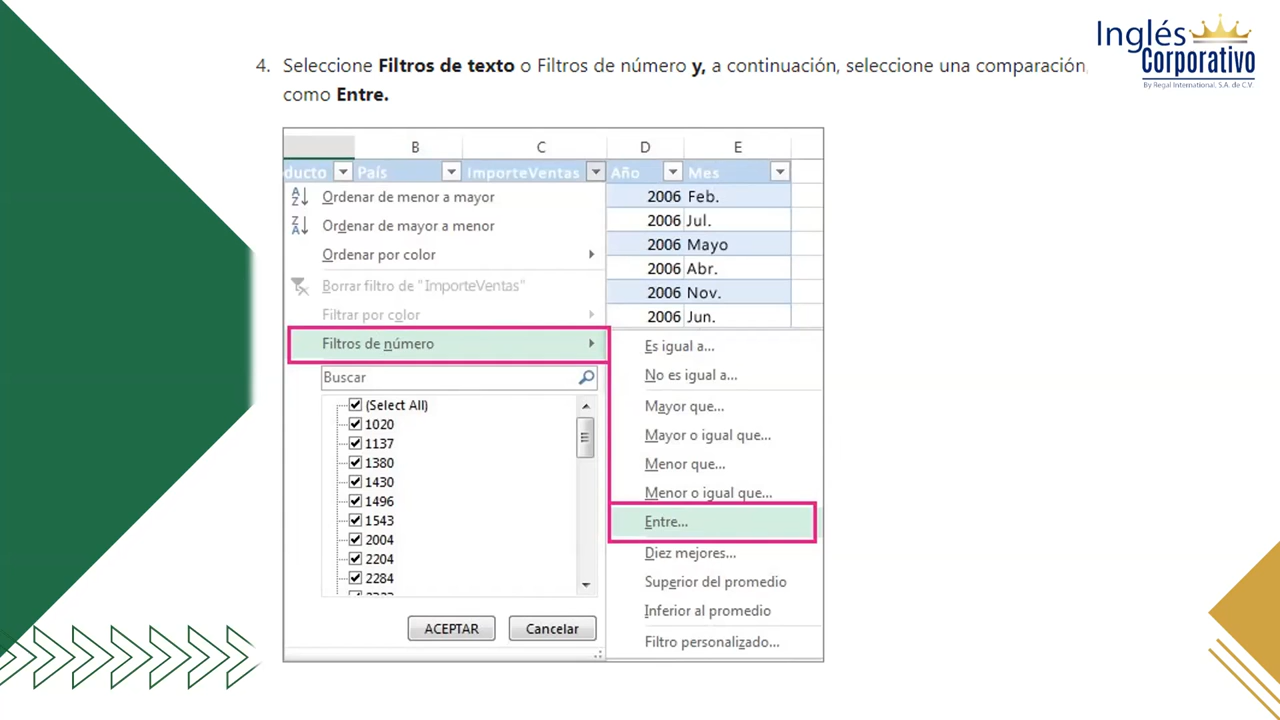 Inglés
Corporativo
By Regal International, S.A. de C.V.
4. Seleccione Filtros de texto o Filtros de número y, a continuación, seleccione una comparación,
como Entre.
B C D E
ducto País ImporteVentas Año Mes
Ordenar de menor a mayor
Ordenar de mayor a menor
Ordenar por color
Borrar filtro de "ImporteVentas"
Filtrar por color
Filtros de número
Buscar
(Select All)
1020
1137
1380
1430
1496
1543
2004
2204
2284
ACEPTAR Cancelar
2006 Feb.
2006 Jul.
2006 Mayo
2006 Abr.
2006 Nov.
2006 Jun.
Es igual a...
No es igual a...
Mayor que...
Mayor o igual que...
Menor que...
Menor o igual que...
Entre...
Diez mejores...
Superior del promedio
Inferior al promedio
Filtro personalizado...